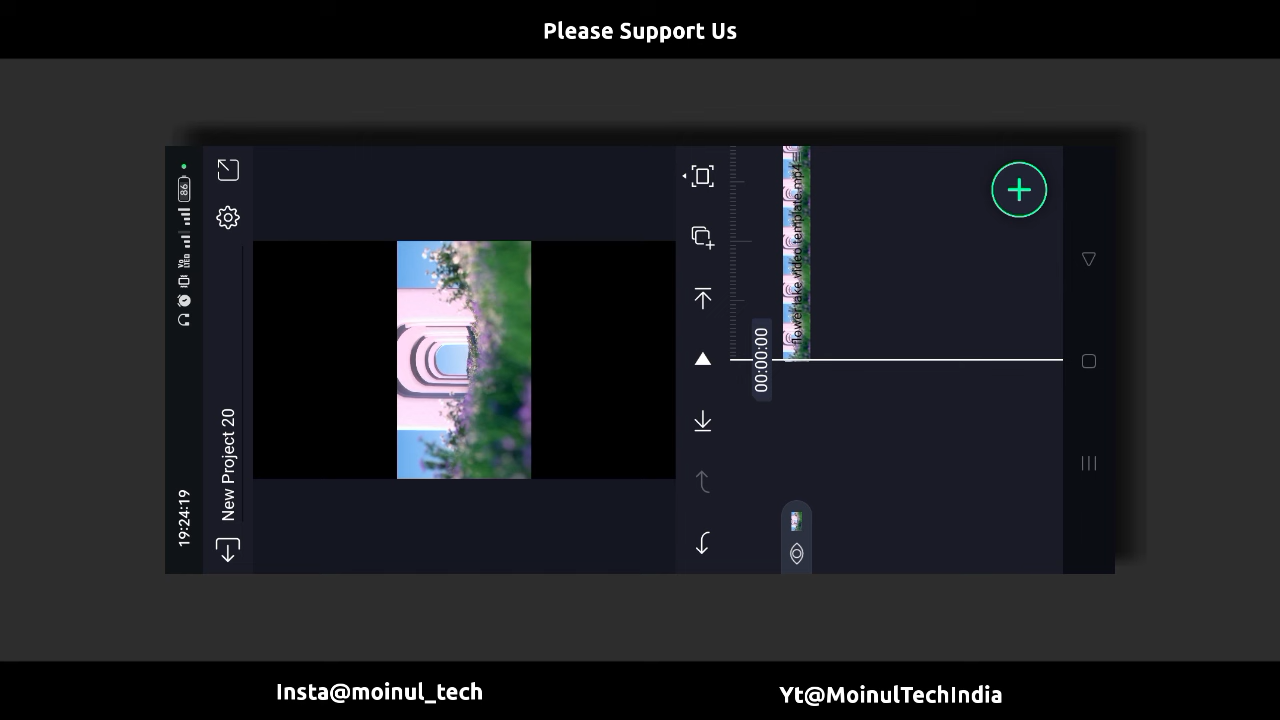 Please Support Us
19:24:19
86
New Project 20
flower lake video template.mp4
00:00:00
Insta@moinul_tech
Yt@MoinulTechIndia